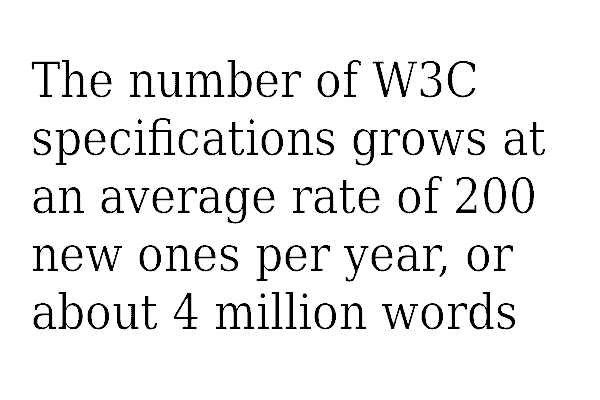 The number of W3C
specifications grows at
an average rate of 200
new ones per year, or
about 4 million words